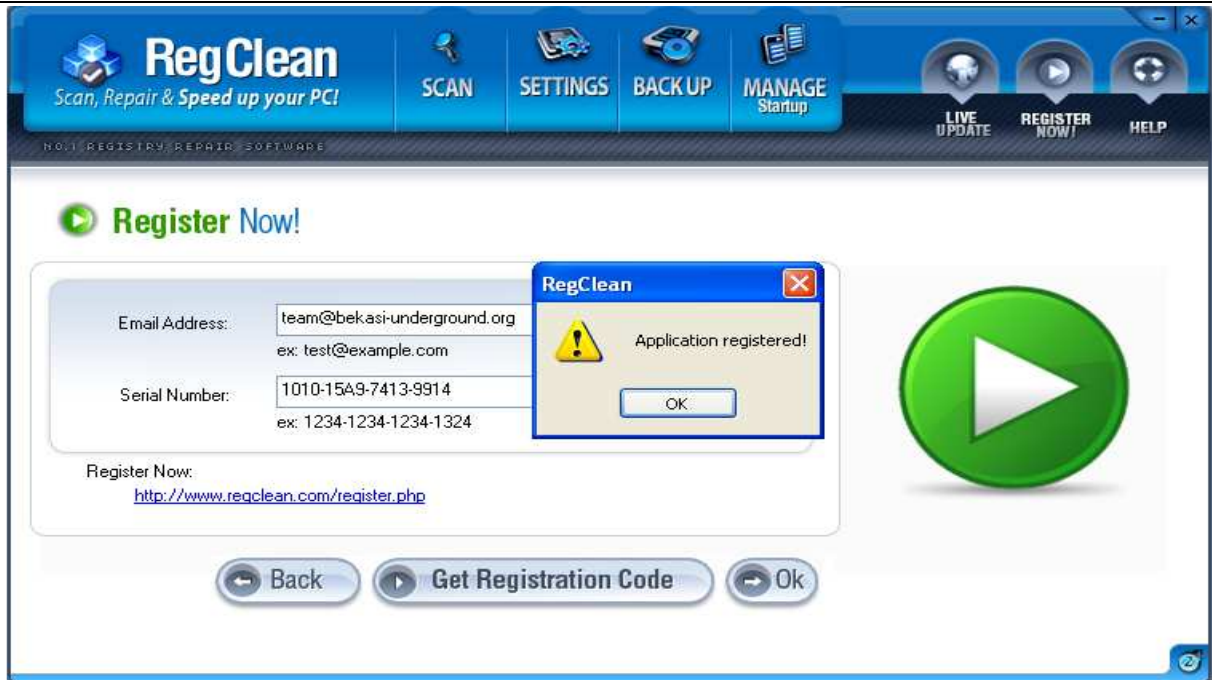 RegClean
Scan, Repair & Speed up your PC!
SCAN
SETTINGS
BACK UP
MANAGE
Startup
LIVE
UPDATE
REGISTER
NOW!
HELP
NO.1 REGISTRY REPAIR SOFTWARE
Register Now!
Email Address:
team@bekasi-underground.org
ex: test@example.com
Serial Number:
1010-15A9-7413-9914
ex: 1234-1234-1234-1324
RegClean
Application registered!
OK
Register Now:
http://www.regclean.com/register.php
Back
Get Registration Code
Ok